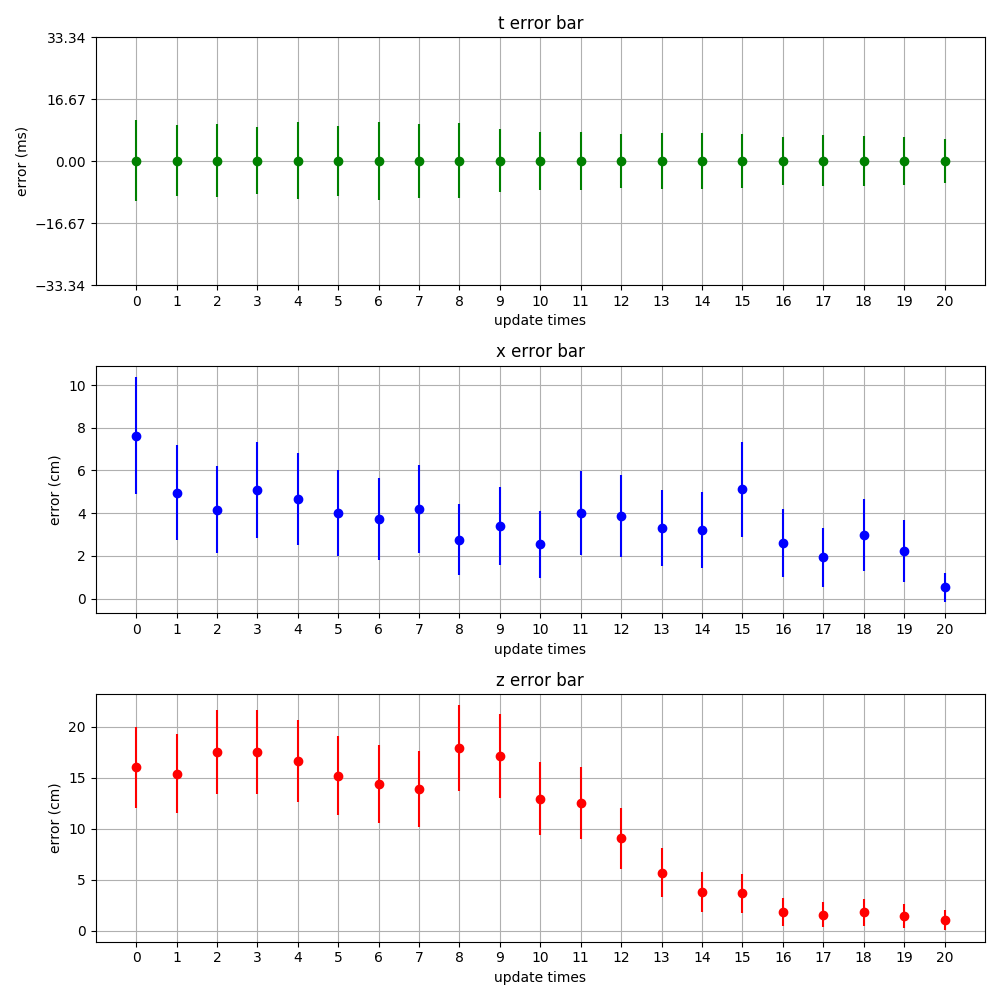 t error bar
33.34
16.67
0.00
−16.67
−33.34
error (ms)
0 1 2 3 4 5 6 7 8 9 10 11 12 13 14 15 16 17 18 19 20
update times
x error bar
10
8
6
4
2
0
error (cm)
0 1 2 3 4 5 6 7 8 9 10 11 12 13 14 15 16 17 18 19 20
update times
z error bar
20
15
10
5
0
error (cm)
0 1 2 3 4 5 6 7 8 9 10 11 12 13 14 15 16 17 18 19 20
update times